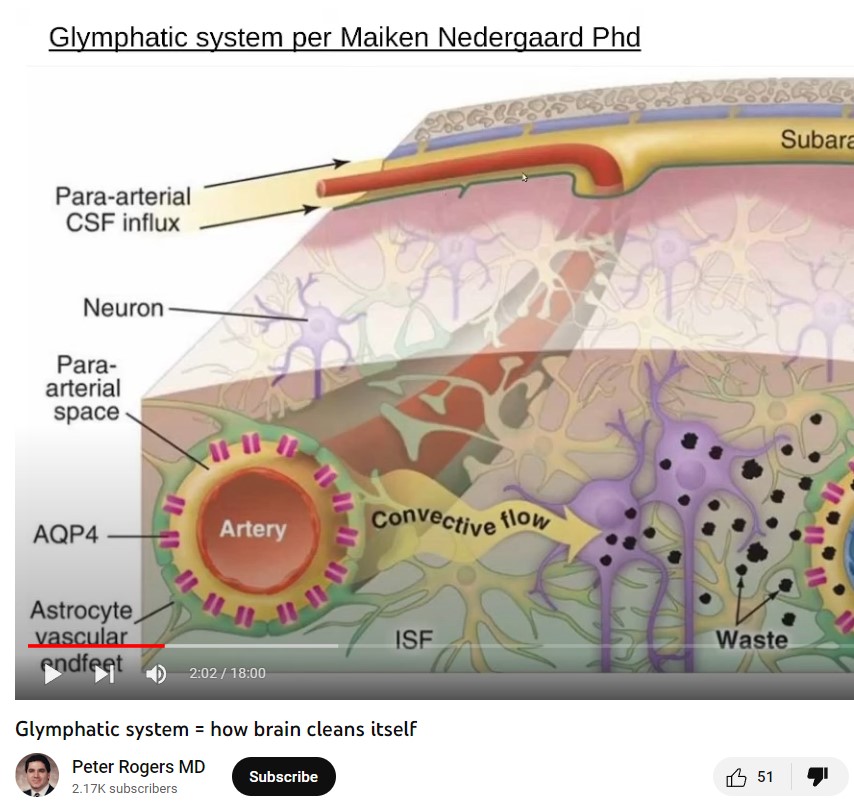 Glymphatic system per Maiken Nedergaard Phd
Subara
Para-arterial
CSF influx
Neuron
Para-
arterial
space
Artery
Convective flow
AQP4
Astrocyte
vascular
endfeet
ISF
Waste
2:02 / 18:00
Glymphatic system = how brain cleans itself
Peter Rogers MD
2.17K subscribers
Subscribe
51